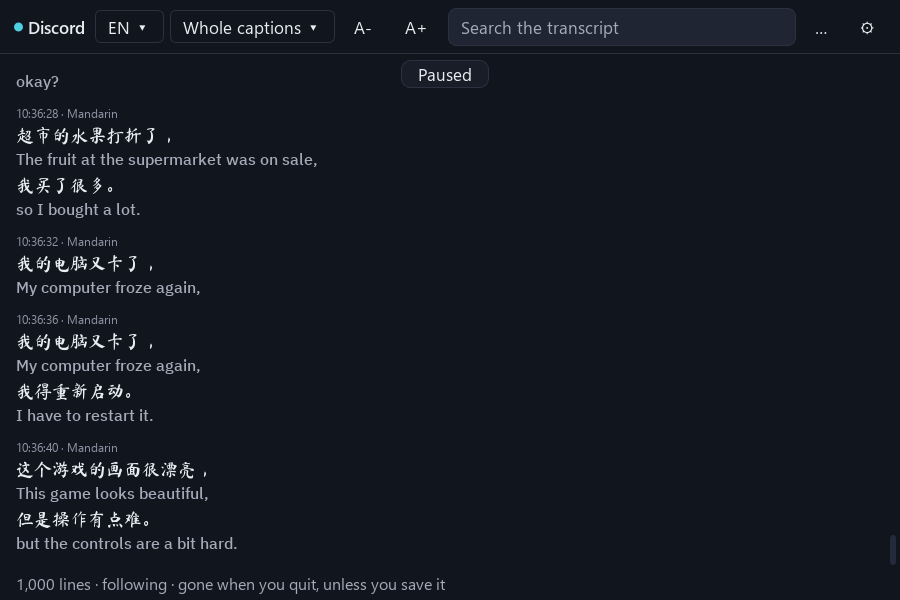 Discord EN ▼ Whole captions ▼ A- A+ Search the transcript ... ⚙
Paused
okay?
10:36:28 · Mandarin
超市的水果打折了，
The fruit at the supermarket was on sale,
我买了很多。
so I bought a lot.
10:36:32 · Mandarin
我的电脑又卡了，
My computer froze again,
10:36:36 · Mandarin
我的电脑又卡了，
My computer froze again,
我得重新启动。
I have to restart it.
10:36:40 · Mandarin
这个游戏的画面很漂亮，
This game looks beautiful,
但是操作有点难。
but the controls are a bit hard.
1,000 lines · following · gone when you quit, unless you save it